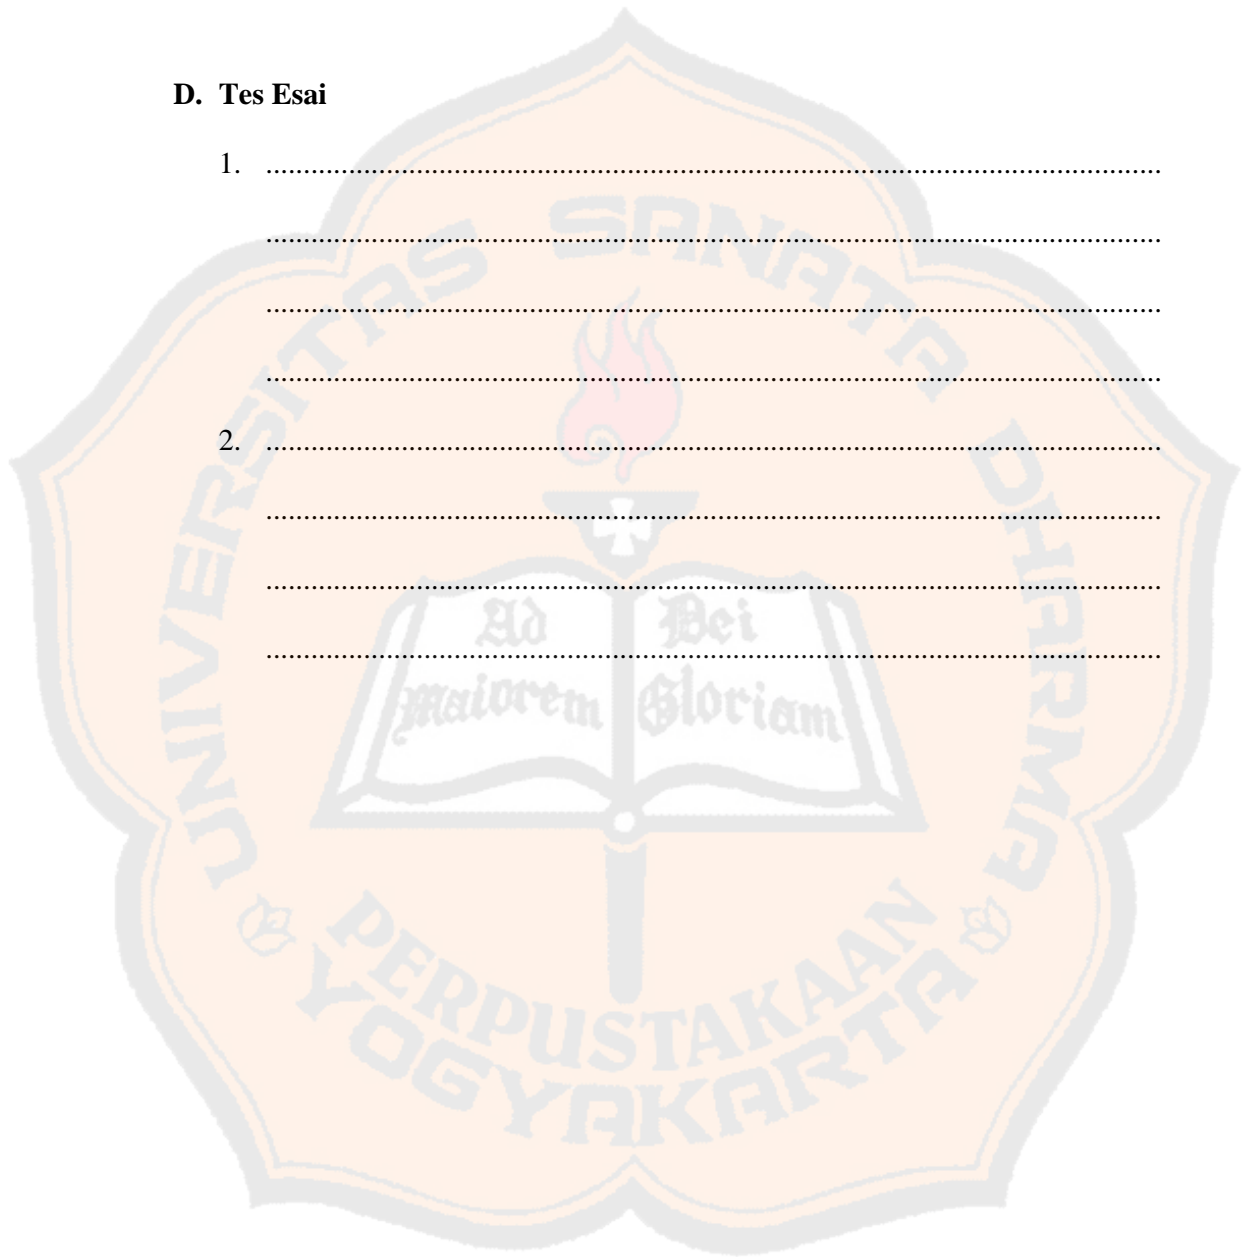 D. Tes Esai
1. ........................................................................................................................
........................................................................................................................
........................................................................................................................
........................................................................................................................
2. ........................................................................................................................
........................................................................................................................
........................................................................................................................
........................................................................................................................
UNIVERSITAS SANATA DHARMA
Ad Dei
Maiorem Gloriam
PERPUSTAKAAN
YOGYAKARTA